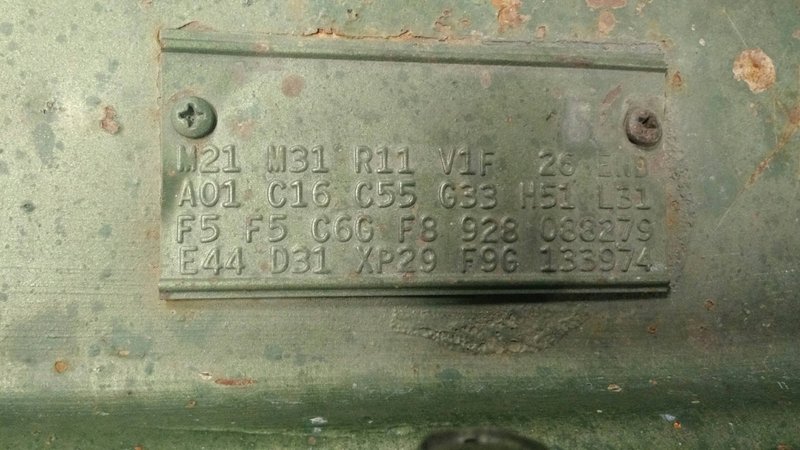 M21 M31 R11 V1F 26 END
A01 C16 C55 G33 H51 L31
F5 F5 C6G F8 928 088279
E44 D31 XP29 F9G 133974